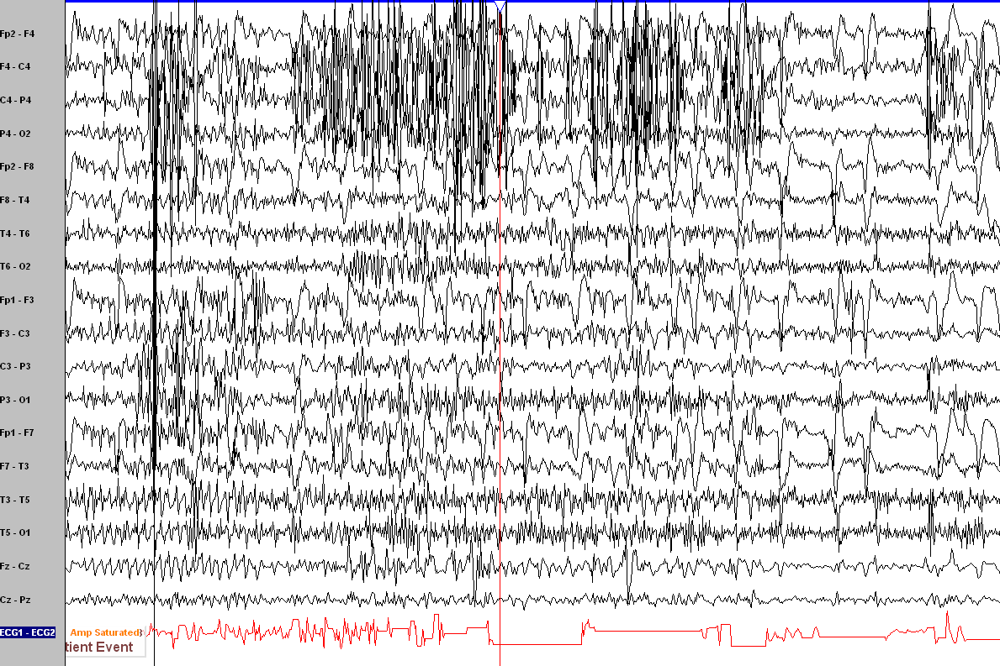 Fp2 - F4
F4 - C4
C4 - P4
P4 - O2
Fp2 - F8
F8 - T4
T4 - T6
T6 - O2
Fp1 - F3
F3 - C3
C3 - P3
P3 - O1
Fp1 - F7
F7 - T3
T3 - T5
T5 - O1
Fz - Cz
Cz - Pz
ECG1 - ECG2 Amp Saturated
tient Event